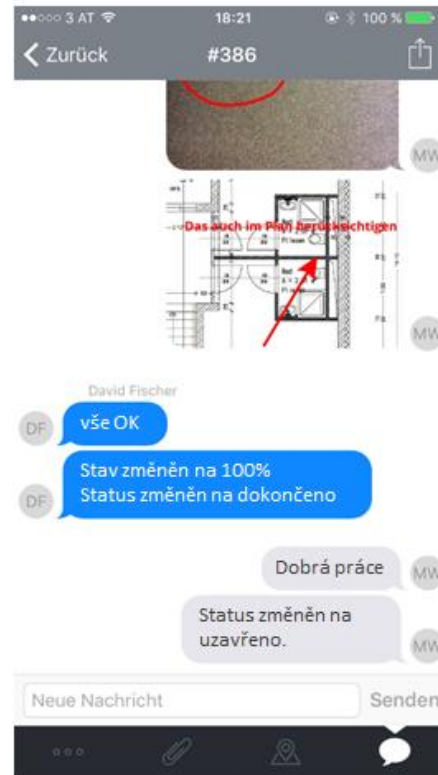 3 AT 18:21 100 %
Zurück #386
MW
Das auch im Plan berücksichtigen
Bad
Bad
MW
David Fischer
DF vše OK
Stav změněn na 100%
DF Status změněn na dokončeno
Dobrá práce MW
Status změněn na
uzavřeno. MW
Neue Nachricht Senden